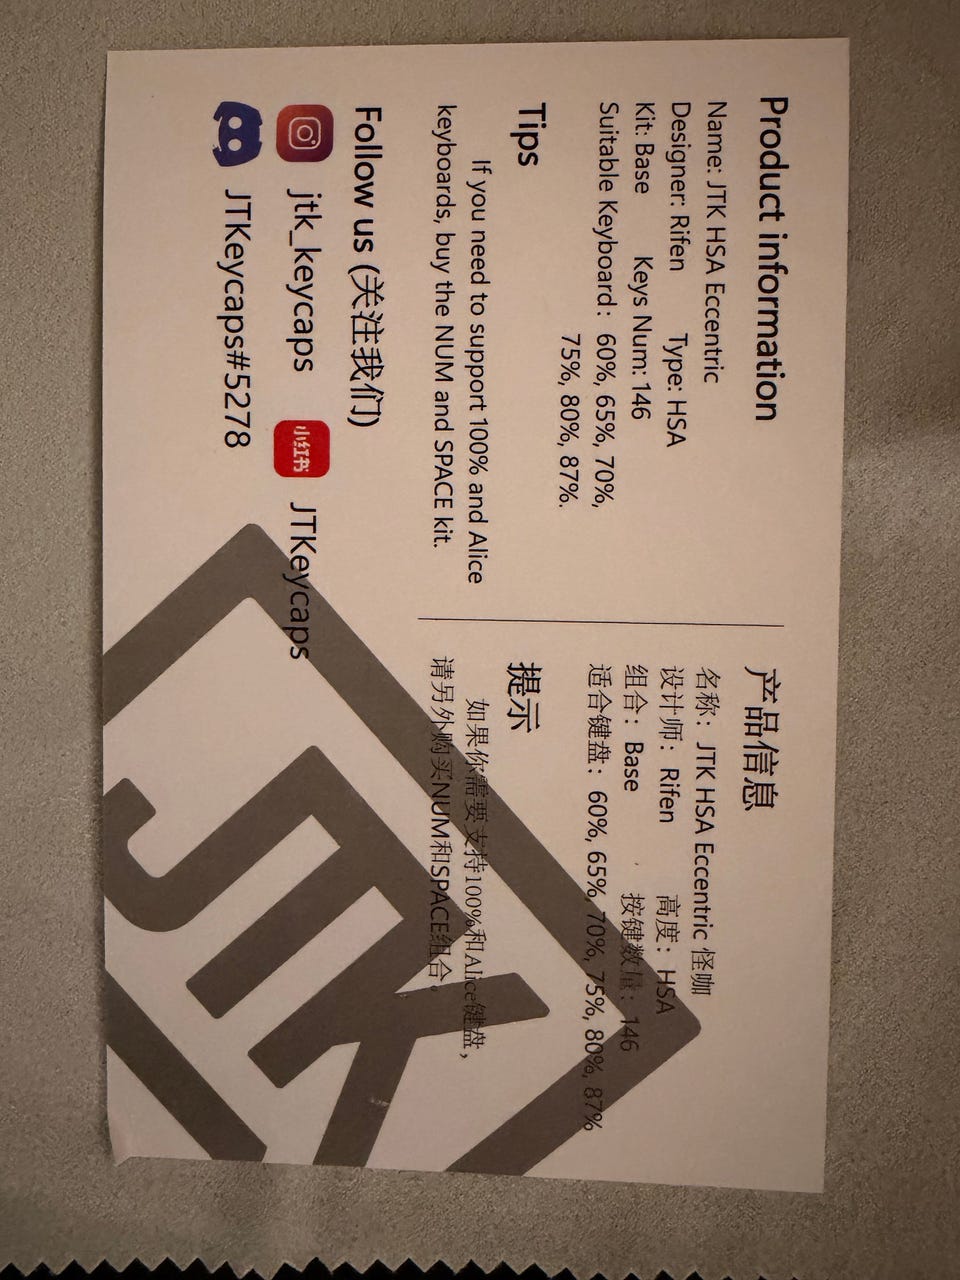 Product information
Name: JTK HSA Eccentric
Designer: Rifen Type: HSA
Kit: Base Keys Num: 146
Suitable Keyboard: 60%, 65%, 70%,
75%, 80%, 87%.
Tips
If you need to support 100% and Alice
keyboards, buy the NUM and SPACE kit.
Follow us (关注我们)
jtk_keycaps 小红书 JTKeycaps
JTKeycaps#5278
产品信息
名称：JTK HSA Eccentric 怪咖
设计师：Rifen 高度：HSA
组合：Base 按键数量：146
适合键盘：60%, 65%, 70%, 75%, 80%, 87%
提示
如果你需要支持100%和Alice键盘，
请另外购买NUM和SPACE组合。
JTK